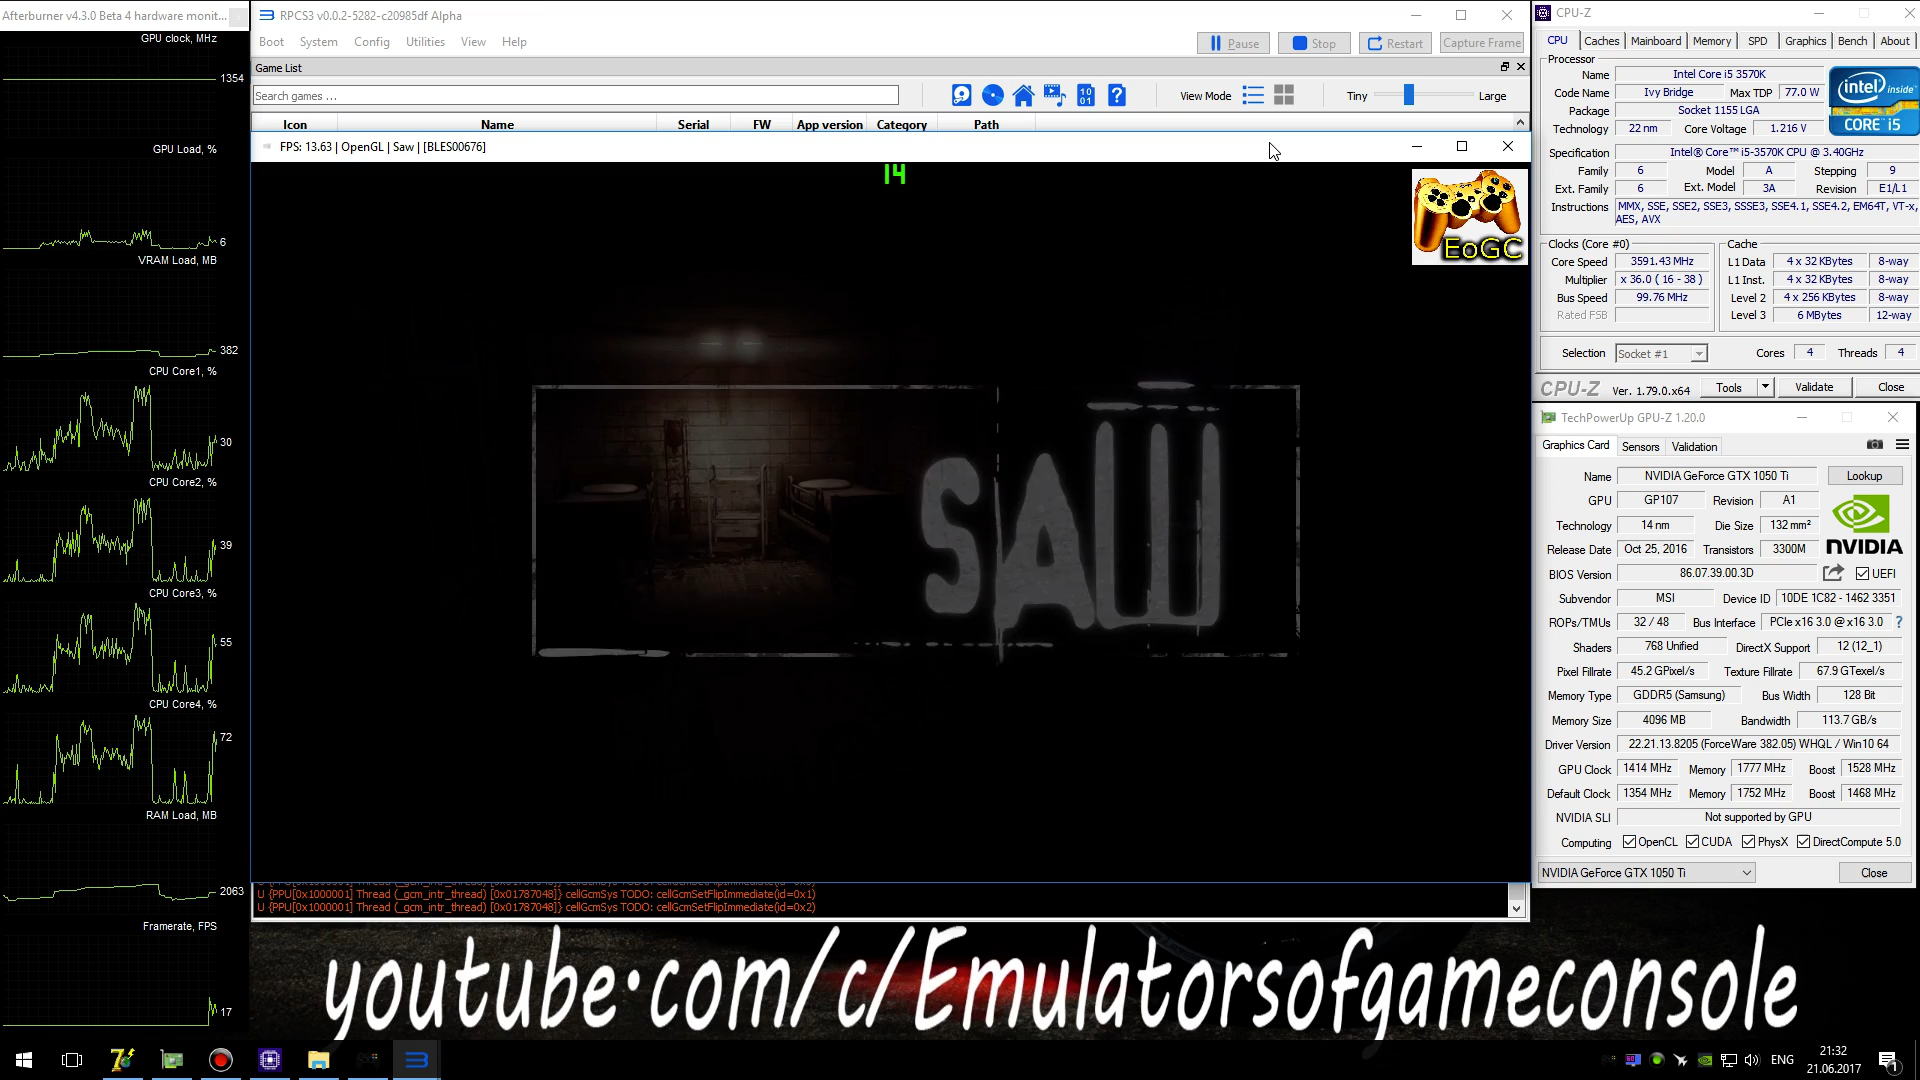 Afterburner v4.3.0 Beta 4 hardware monit...
GPU clock, MHz
1354
GPU Load, %
6
VRAM Load, MB
382
CPU Core1, %
30
CPU Core2, %
39
CPU Core3, %
55
CPU Core4, %
72
RAM Load, MB
2063
Framerate, FPS
17
RPCS3 v0.0.2-5282-c20985df Alpha
Boot System Config Utilities View Help
Pause Stop Restart Capture Frame
Game List
Search games ...
View Mode Tiny Large
Icon Name Serial FW App version Category Path
FPS: 13.63 | OpenGL | Saw | [BLES00676]
14
EoGC
SAW
U {PPU[0x1000001] Thread (_gcm_intr_thread) [0x01787048]} cellGcmSys TODO: cellGcmSetFlipImmediate(id=0x1)
U {PPU[0x1000001] Thread (_gcm_intr_thread) [0x01787048]} cellGcmSys TODO: cellGcmSetFlipImmediate(id=0x2)
CPU-Z
CPU Caches Mainboard Memory SPD Graphics Bench About
Processor
Name Intel Core i5 3570K
Code Name Ivy Bridge Max TDP 77.0 W
Package Socket 1155 LGA
Technology 22 nm Core Voltage 1.216 V
intel inside
CORE i5
Specification Intel® Core™ i5-3570K CPU @ 3.40GHz
Family 6 Model A Stepping 9
Ext. Family 6 Ext. Model 3A Revision E1/L1
Instructions MMX, SSE, SSE2, SSE3, SSSE3, SSE4.1, SSE4.2, EM64T, VT-x, AES, AVX
Clocks (Core #0) Cache
Core Speed 3591.43 MHz L1 Data 4 x 32 KBytes 8-way
Multiplier x 36.0 ( 16 - 38 ) L1 Inst. 4 x 32 KBytes 8-way
Bus Speed 99.76 MHz Level 2 4 x 256 KBytes 8-way
Rated FSB Level 3 6 MBytes 12-way
Selection Socket #1 Cores 4 Threads 4
CPU-Z Ver. 1.79.0.x64 Tools Validate Close
TechPowerUp GPU-Z 1.20.0
Graphics Card Sensors Validation
Name NVIDIA GeForce GTX 1050 Ti Lookup
GPU GP107 Revision A1
Technology 14 nm Die Size 132 mm²
Release Date Oct 25, 2016 Transistors 3300M
NVIDIA
BIOS Version 86.07.39.00.3D UEFI
Subvendor MSI Device ID 10DE 1C82 - 1462 3351
ROPs/TMUs 32 / 48 Bus Interface PCIe x16 3.0 @ x16 3.0 ?
Shaders 768 Unified DirectX Support 12 (12_1)
Pixel Fillrate 45.2 GPixel/s Texture Fillrate 67.9 GTexel/s
Memory Type GDDR5 (Samsung) Bus Width 128 Bit
Memory Size 4096 MB Bandwidth 113.7 GB/s
Driver Version 22.21.13.8205 (ForceWare 382.05) WHQL / Win10 64
GPU Clock 1414 MHz Memory 1777 MHz Boost 1528 MHz
Default Clock 1354 MHz Memory 1752 MHz Boost 1468 MHz
NVIDIA SLI Not supported by GPU
Computing OpenCL CUDA PhysX DirectCompute 5.0
NVIDIA GeForce GTX 1050 Ti Close
youtube.com/c/Emulatorsofgameconsole
ENG
21:32
21.06.2017
1